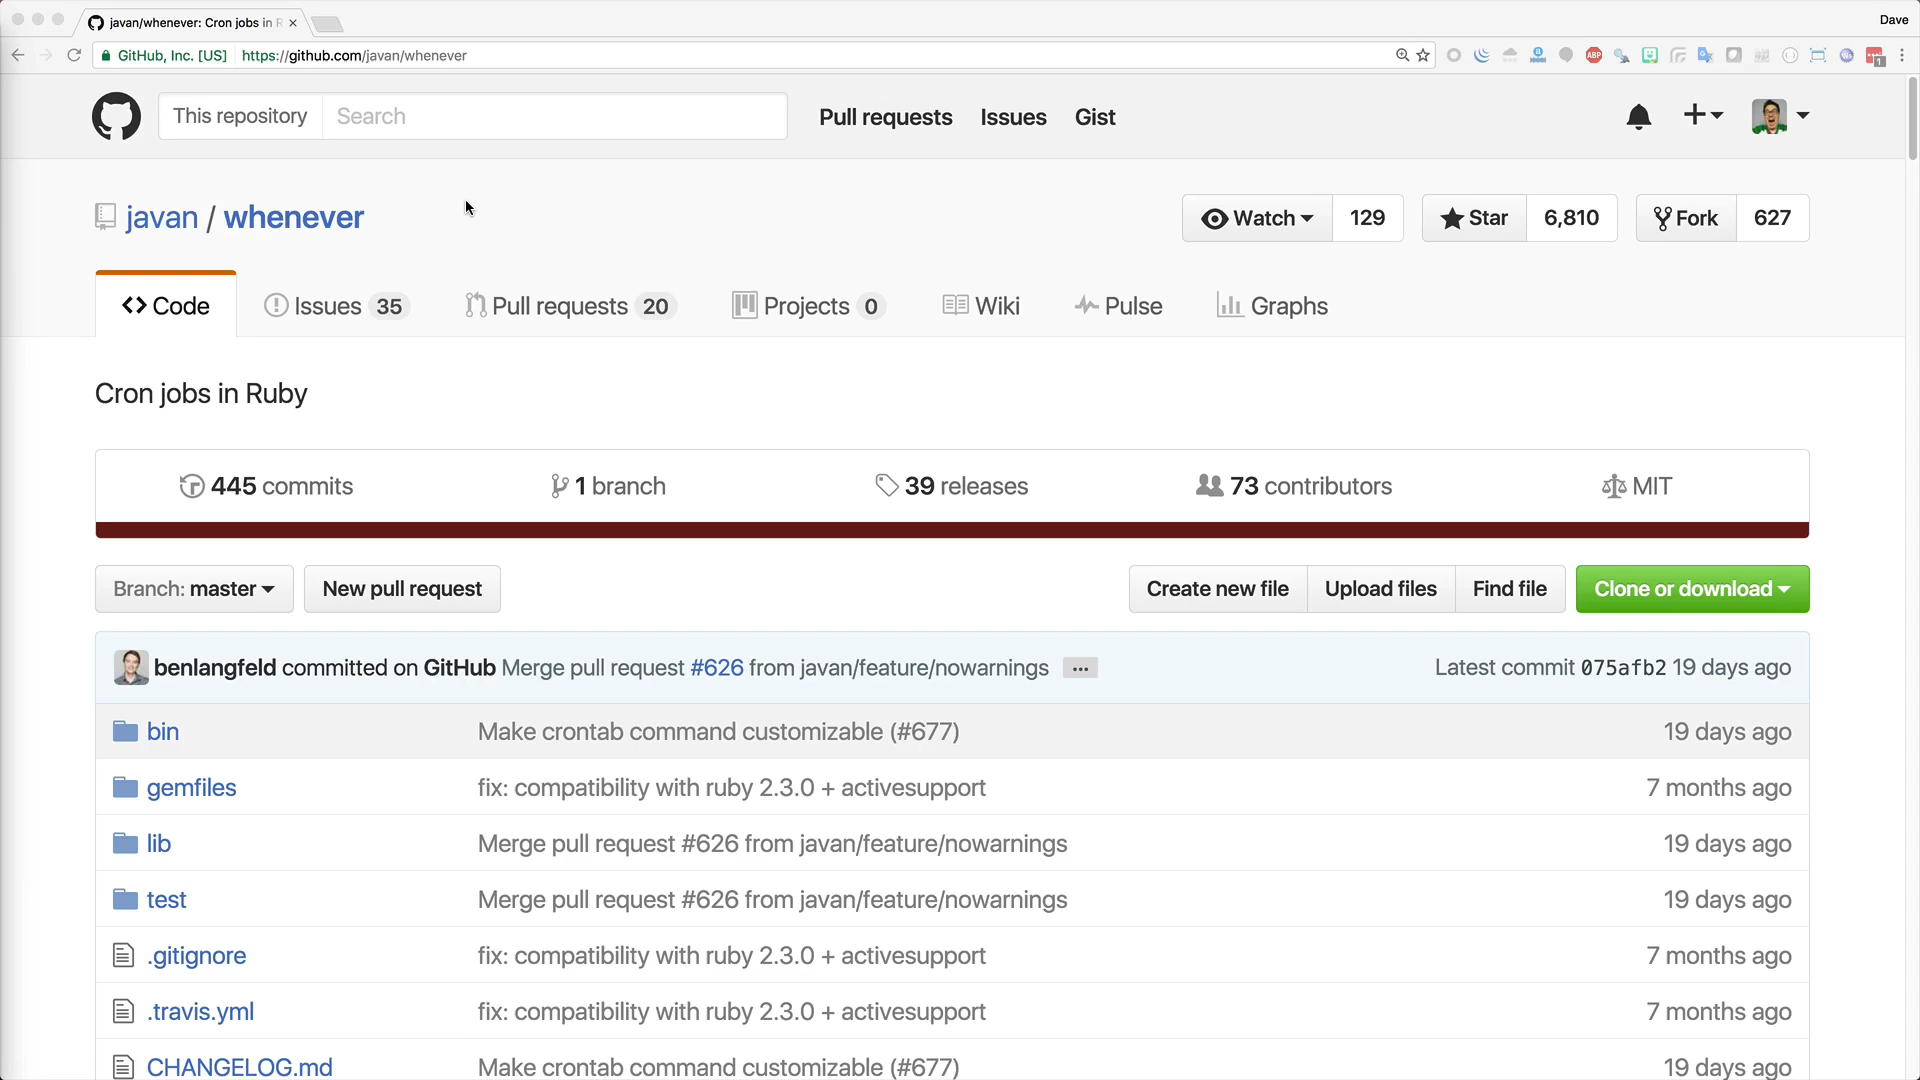 javan/whenever: Cron jobs in R
Dave
GitHub, Inc. [US] https://github.com/javan/whenever
ABP
1
This repository Search Pull requests Issues Gist
javan / whenever Watch 129 Star 6,810 Fork 627
Code Issues 35 Pull requests 20 Projects 0 Wiki Pulse Graphs
Cron jobs in Ruby
445 commits 1 branch 39 releases 73 contributors MIT
Branch: master New pull request Create new file Upload files Find file Clone or download
benlangfeld committed on GitHub Merge pull request #626 from javan/feature/nowarnings … Latest commit 075afb2 19 days ago
bin Make crontab command customizable (#677) 19 days ago
gemfiles fix: compatibility with ruby 2.3.0 + activesupport 7 months ago
lib Merge pull request #626 from javan/feature/nowarnings 19 days ago
test Merge pull request #626 from javan/feature/nowarnings 19 days ago
.gitignore fix: compatibility with ruby 2.3.0 + activesupport 7 months ago
.travis.yml fix: compatibility with ruby 2.3.0 + activesupport 7 months ago
CHANGELOG.md Make crontab command customizable (#677) 19 days ago